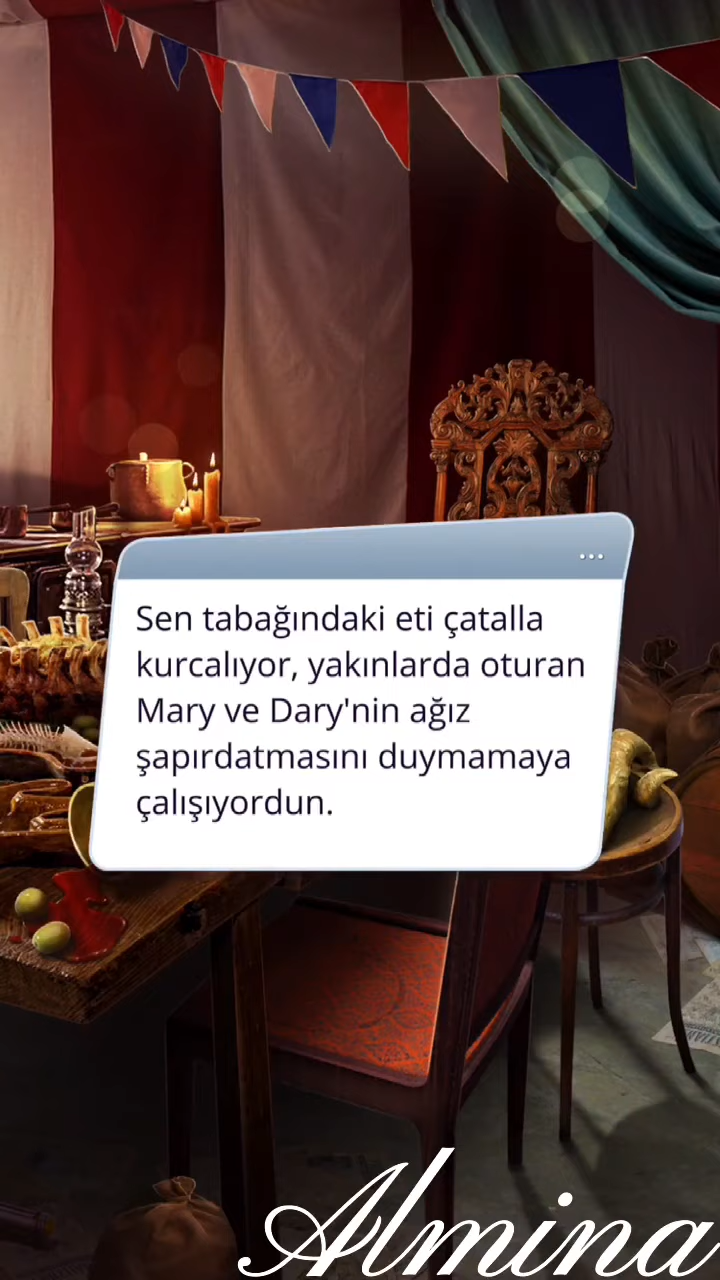 Sen tabağındaki eti çatalla
kurcalıyor, yakınlarda oturan
Mary ve Dary'nin ağız
şapırdatmasını duymamaya
çalışıyordun.
Almina